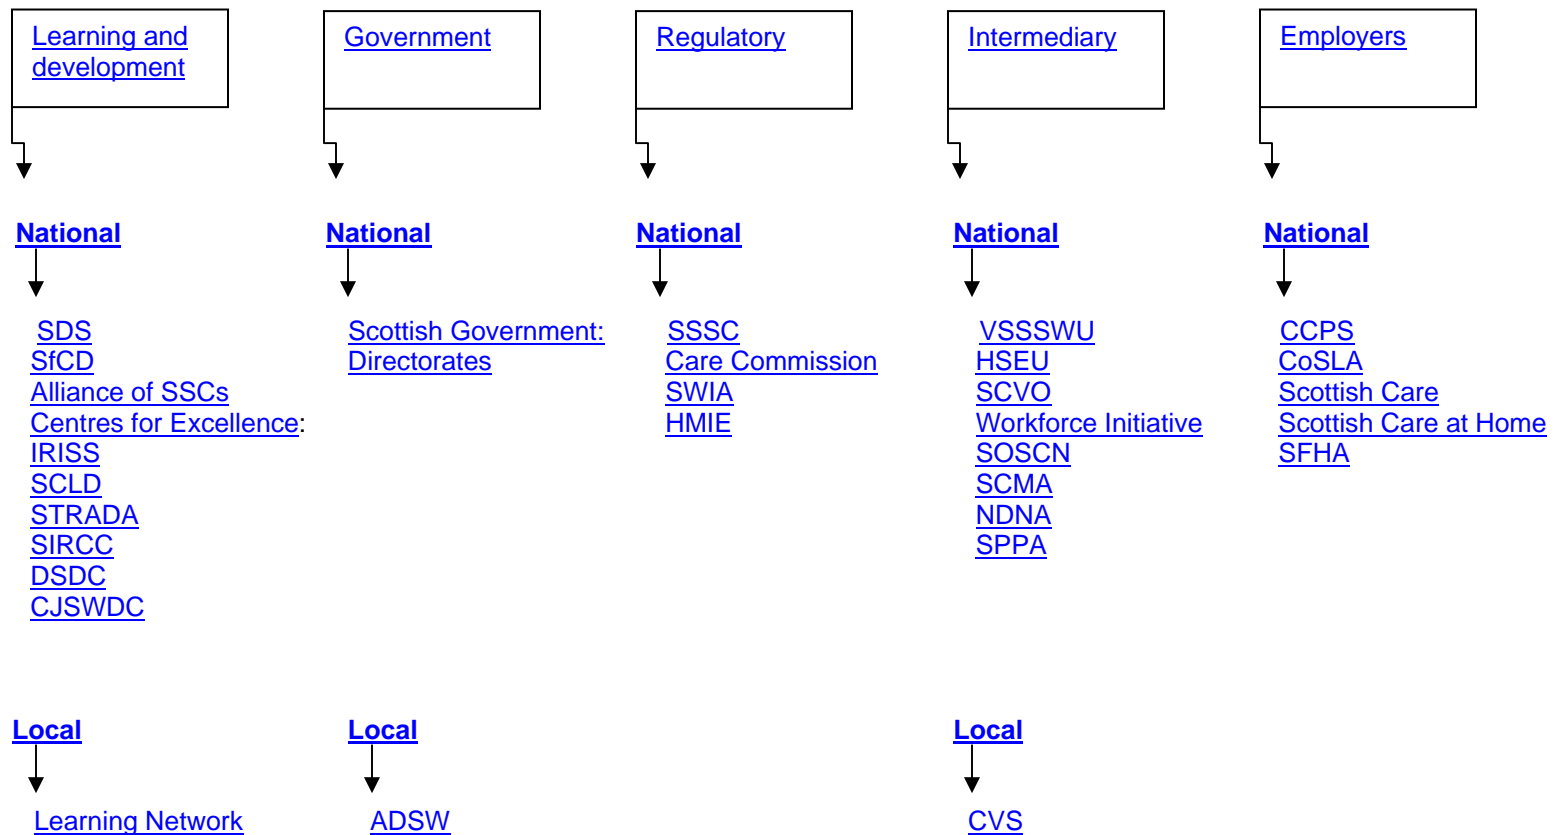 Learning and
development
Government
Regulatory
Intermediary
Employers
National
National
National
National
National
SDS
SfCD
Alliance of SSCs
Centres for Excellence:
IRISS
SCLD
STRADA
SIRCC
DSDC
CJSWDC
Scottish Government:
Directorates
SSSC
Care Commission
SWIA
HMIE
VSSSWU
HSEU
SCVO
Workforce Initiative
SOSCN
SCMA
NDNA
SPPA
CCPS
CoSLA
Scottish Care
Scottish Care at Home
SFHA
Local
Local
Local
Learning Network
ADSW
CVS